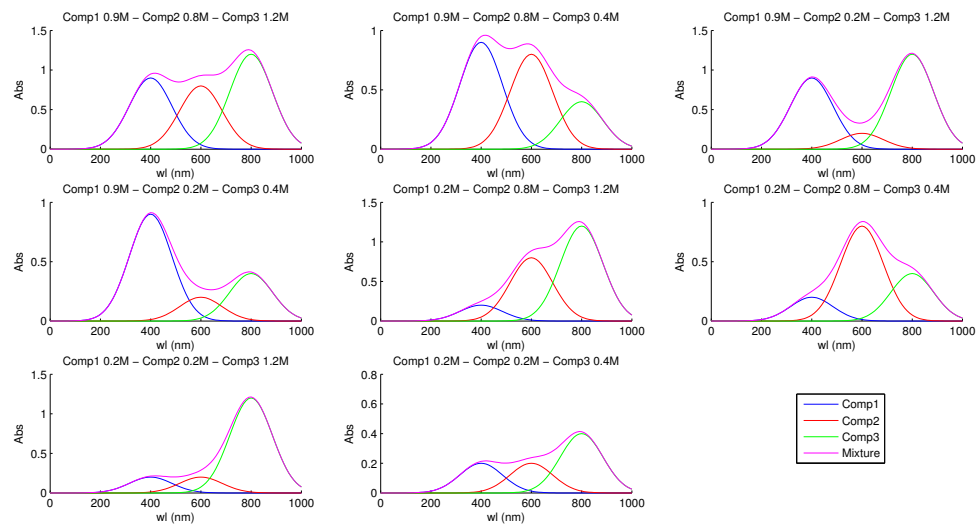 Comp1 0.9M − Comp2 0.8M − Comp3 1.2M
1.5
1
0.5
0
Abs
0 200 400 600 800 1000
wl (nm)
Comp1 0.9M − Comp2 0.8M − Comp3 0.4M
1
0.5
0
Abs
0 200 400 600 800 1000
wl (nm)
Comp1 0.9M − Comp2 0.2M − Comp3 1.2M
1.5
1
0.5
0
Abs
0 200 400 600 800 1000
wl (nm)
Comp1 0.9M − Comp2 0.2M − Comp3 0.4M
1
0.5
0
Abs
0 200 400 600 800 1000
wl (nm)
Comp1 0.2M − Comp2 0.8M − Comp3 1.2M
1.5
1
0.5
0
Abs
0 200 400 600 800 1000
wl (nm)
Comp1 0.2M − Comp2 0.8M − Comp3 0.4M
1
0.5
0
Abs
0 200 400 600 800 1000
wl (nm)
Comp1 0.2M − Comp2 0.2M − Comp3 1.2M
1.5
1
0.5
0
Abs
0 200 400 600 800 1000
wl (nm)
Comp1 0.2M − Comp2 0.2M − Comp3 0.4M
0.8
0.6
0.4
0.2
0
Abs
0 200 400 600 800 1000
wl (nm)
Comp1
Comp2
Comp3
Mixture